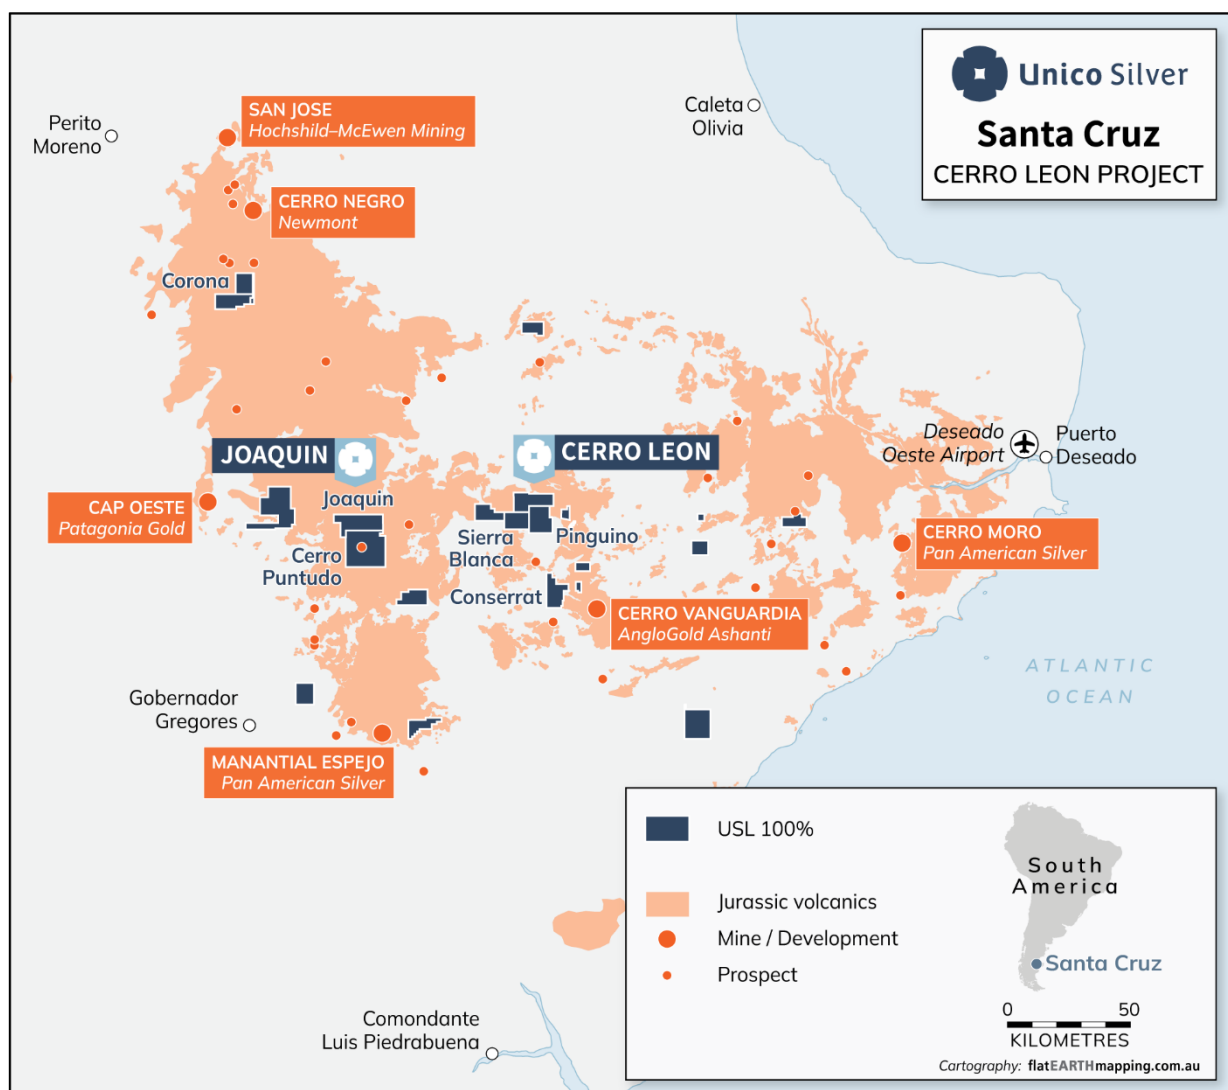 Unico Silver
Santa Cruz
CERRO LEON PROJECT
Perito
Moreno
SAN JOSE
Hochshild–McEwen Mining
Caleta
Olivia
CERRO NEGRO
Newmont
Corona
JOAQUIN
CERRO LEON
Deseado
Oeste Airport
Puerto
Deseado
CAP OESTE
Patagonia Gold
Joaquin
Cerro
Puntudo
Sierra
Blanca
Pinguino
Conserrat
CERRO MORO
Pan American Silver
CERRO VANGUARDIA
AngloGold Ashanti
ATLANTIC
OCEAN
Gobernador
Gregores
MANANTIAL ESPEJO
Pan American Silver
USL 100%
Jurassic volcanics
Mine / Development
Prospect
South
America
Santa Cruz
0 50
KILOMETRES
Cartography: flatEARTHmapping.com.au
Comondante
Luis Piedrabuena